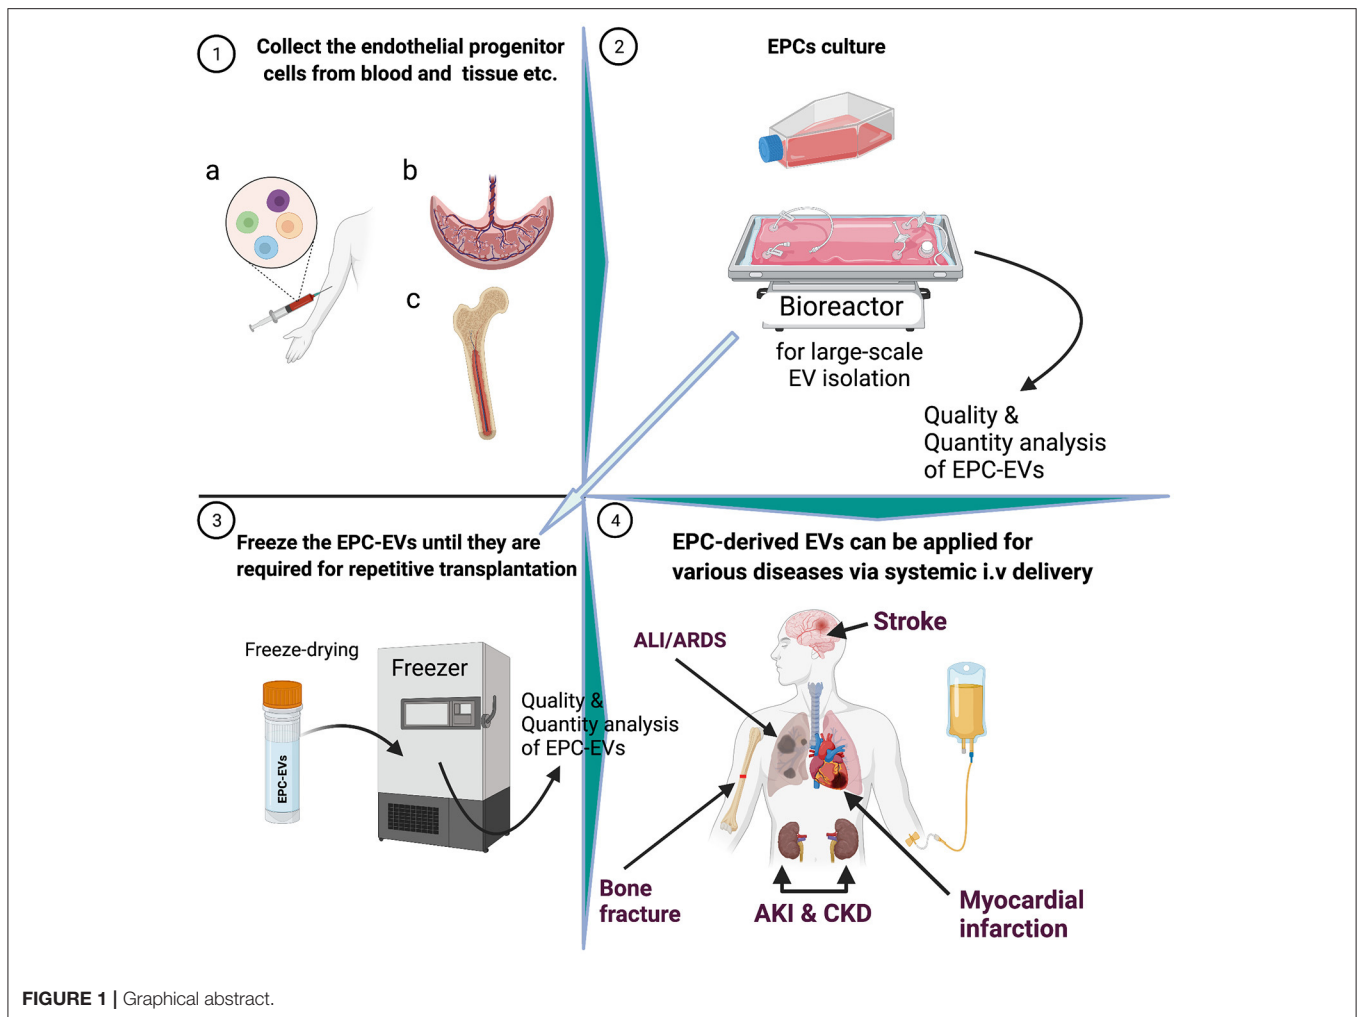 1
Collect the endothelial progenitor
cells from blood and tissue etc.
a
b
c
2
EPCs culture
Bioreactor
for large-scale
EV isolation
Quality &
Quantity analysis
of EPC-EVs
3
Freeze the EPC-EVs until they are
required for repetitive transplantation
Freeze-drying
EPC-EVs
Freezer
Quality &
Quantity analysis
of EPC-EVs
4
EPC-derived EVs can be applied for
various diseases via systemic i.v delivery
Stroke
ALI/ARDS
Bone
fracture
AKI & CKD
Myocardial
infarction
FIGURE 1 | Graphical abstract.